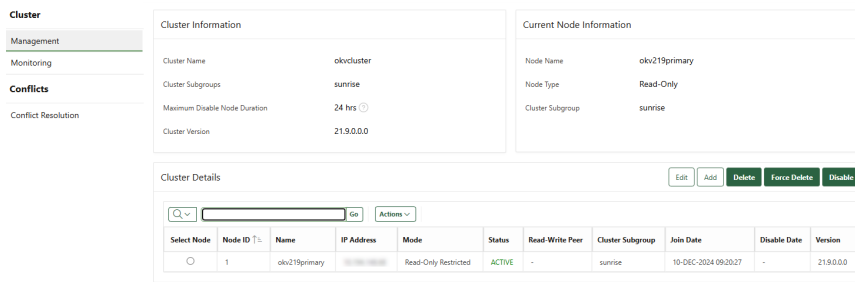 Cluster
Management
Monitoring
Conflicts
Conflict Resolution
Cluster Information
Cluster Name okvcluster
Cluster Subgroups sunrise
Maximum Disable Node Duration 24 hrs ?
Cluster Version 21.9.0.0.0
Current Node Information
Node Name okv219primary
Node Type Read-Only
Cluster Subgroup sunrise
Cluster Details Edit Add Delete Force Delete Disable
Go Actions
Select Node Node ID Name IP Address Mode Status Read-Write Peer Cluster Subgroup Join Date Disable Date Version
1 okv219primary Read-Only Restricted ACTIVE - sunrise 10-DEC-2024 09:20:27 - 21.9.0.0.0